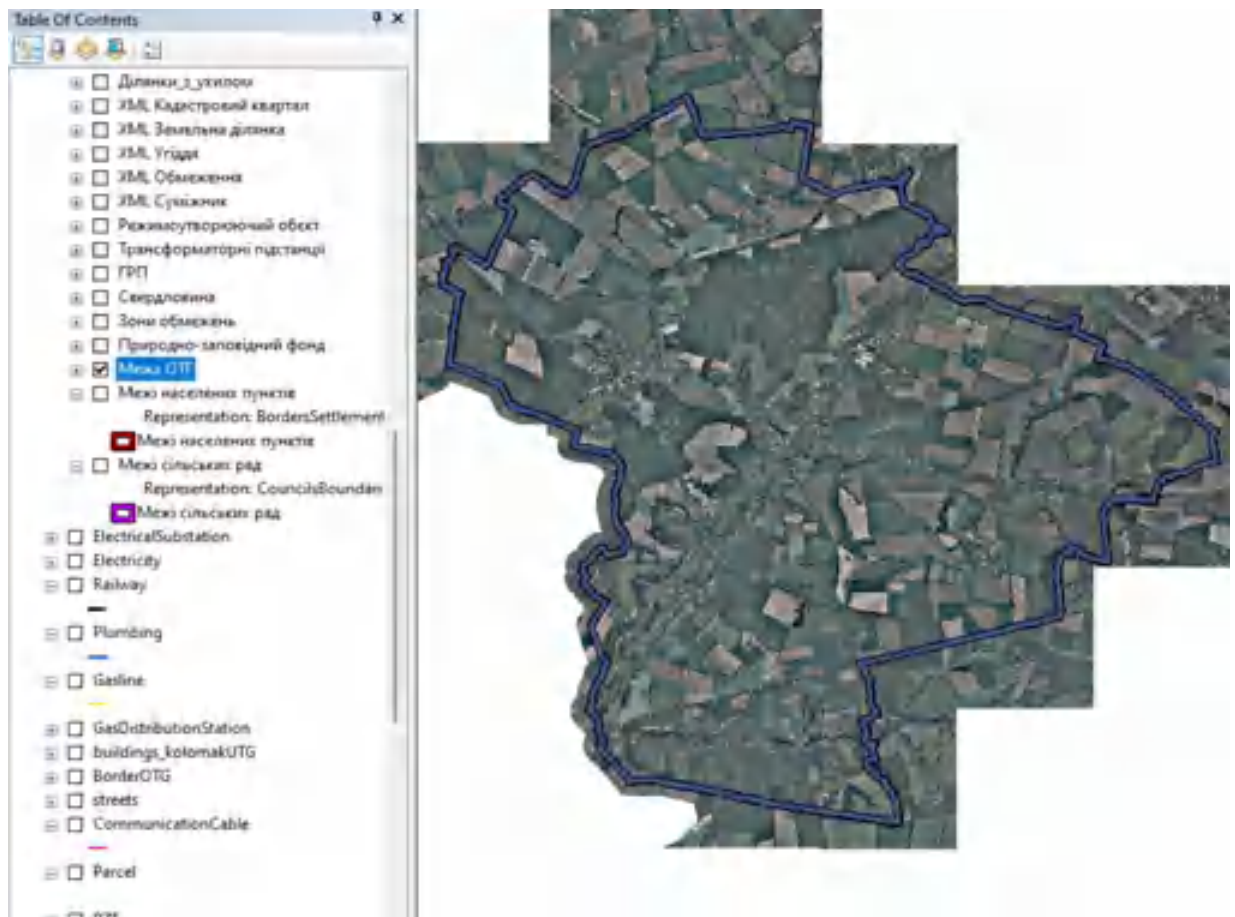 Table Of Contents
Ділянки_з_ухилом
XML Кадастровий квартал
XML Земельна ділянка
XML Угіддя
XML Обмеження
XML Суміжник
Режимоутворюючий обєкт
Трансформаторні підстанції
ГРП
Свердловина
Зони обмежень
Природно-заповідний фонд
Межа ОТГ
Межі населених пунктів
Representation: BordersSettlement
Межі населених пунктів
Межі сільських рад
Representation: CouncilsBoundari
Межі сільських рад
ElectricalSubstation
Electricity
Railway
Plumbing
Gasline
GasDistributionStation
buildings_kolomakUTG
BorderOTG
streets
CommunicationCable
Parcel